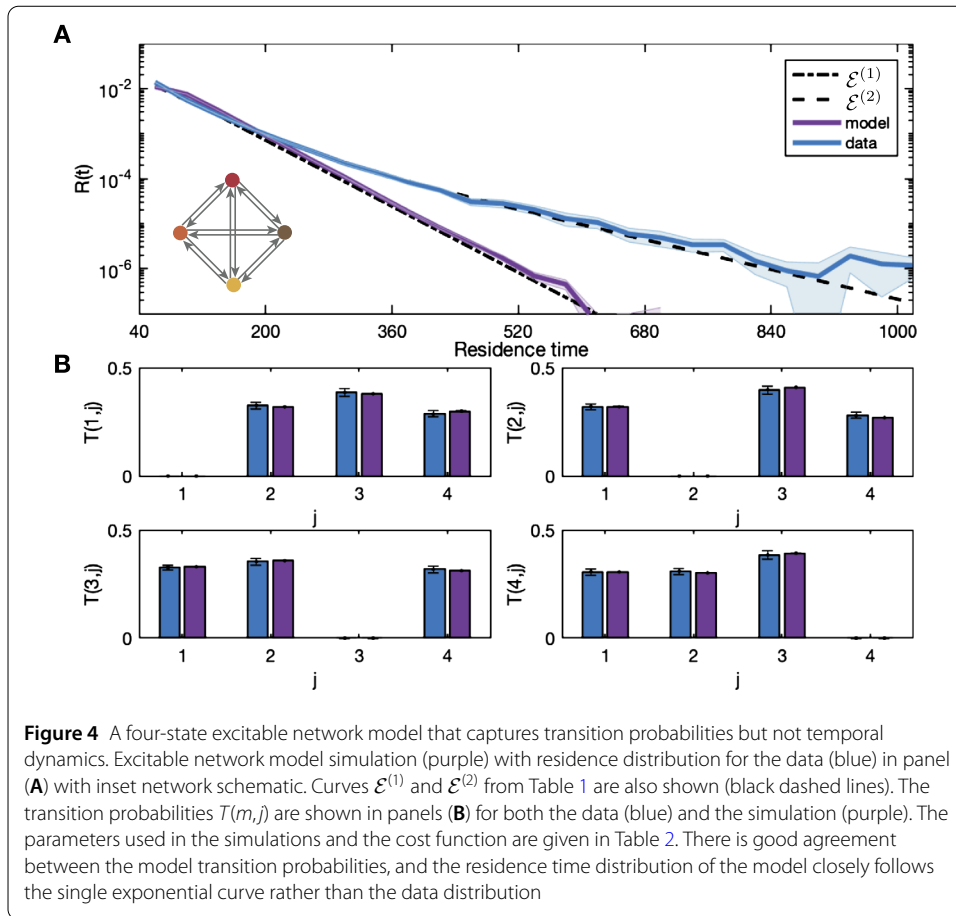 A
10⁻²
10⁻⁴
10⁻⁶
R(t)
ℰ⁽¹⁾
ℰ⁽²⁾
model
data
40 200 360 520 680 840 1000
Residence time
B
0.5
0
T(1,j)
1 2 3 4
j
0.5
0
T(2,j)
1 2 3 4
j
0.5
0
T(3,j)
1 2 3 4
j
0.5
0
T(4,j)
1 2 3 4
j
Figure 4 A four-state excitable network model that captures transition probabilities but not temporal
dynamics. Excitable network model simulation (purple) with residence distribution for the data (blue) in panel
(A) with inset network schematic. Curves ℰ⁽¹⁾ and ℰ⁽²⁾ from Table 1 are also shown (black dashed lines). The
transition probabilities T(m,j) are shown in panels (B) for both the data (blue) and the simulation (purple). The
parameters used in the simulations and the cost function are given in Table 2. There is good agreement
between the model transition probabilities, and the residence time distribution of the model closely follows
the single exponential curve rather than the data distribution